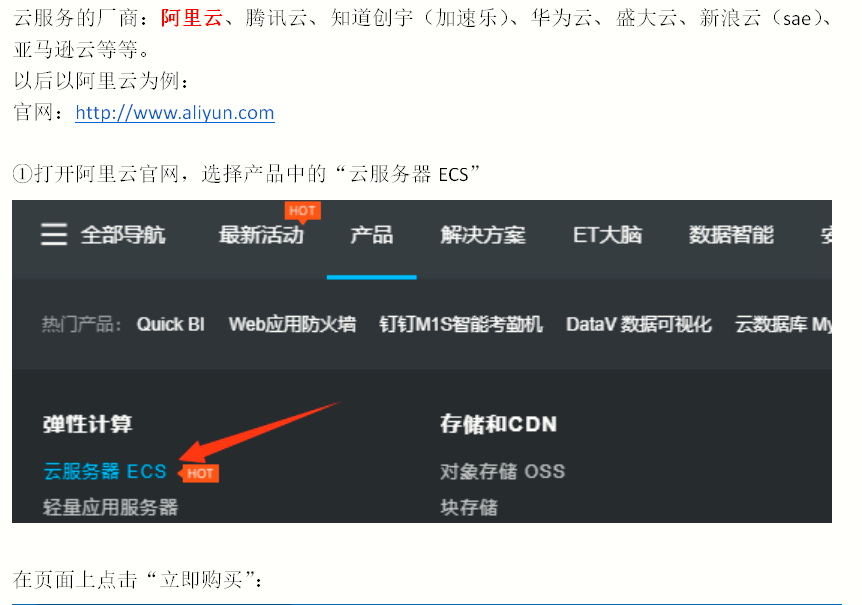 云服务的厂商：阿里云、腾讯云、知道创宇（加速乐）、华为云、盛大云、新浪云（sae）、
亚马逊云等等。
以后以阿里云为例：
官网：http://www.aliyun.com
①打开阿里云官网，选择产品中的“云服务器 ECS”
HOT
全部导航 最新活动 产品 解决方案 ET大脑 数据智能
热门产品： Quick BI Web应用防火墙 钉钉M1S智能考勤机 DataV 数据可视化 云数据库 My
弹性计算 存储和CDN
云服务器 ECS HOT 对象存储 OSS
轻量应用服务器 块存储
在页面上点击“立即购买”：